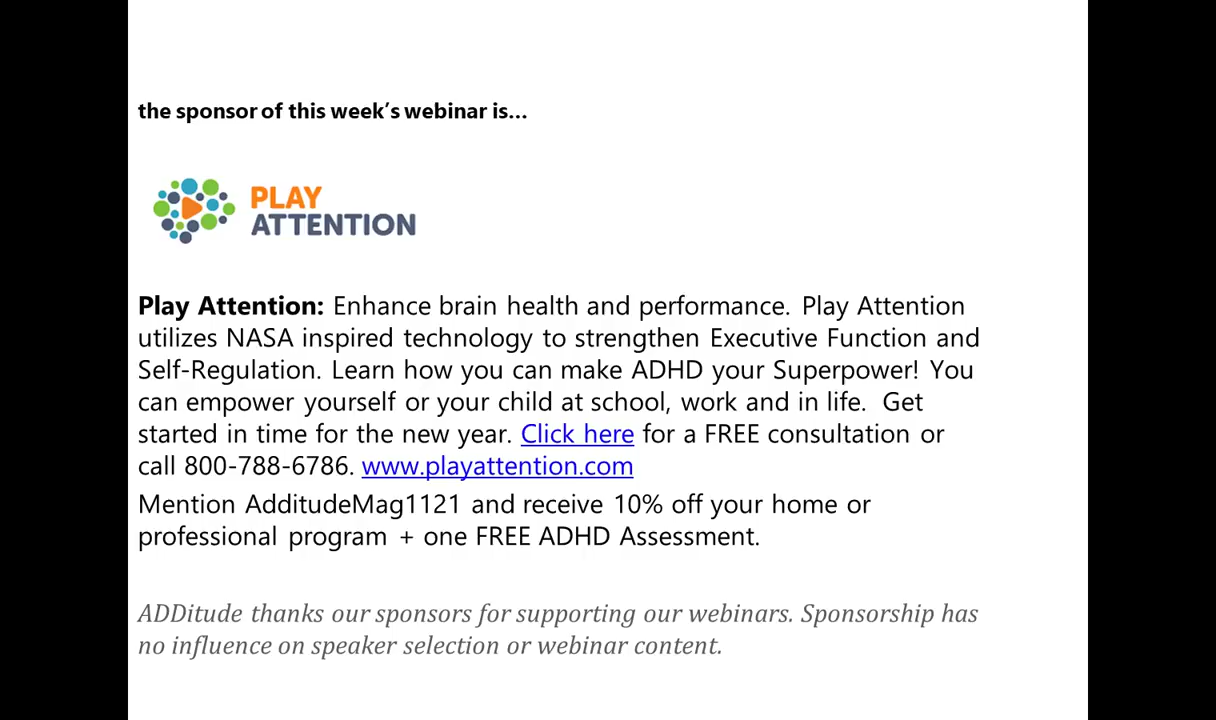 the sponsor of this week's webinar is...
PLAY
ATTENTION
Play Attention: Enhance brain health and performance. Play Attention
utilizes NASA inspired technology to strengthen Executive Function and
Self-Regulation. Learn how you can make ADHD your Superpower! You
can empower yourself or your child at school, work and in life.  Get
started in time for the new year. Click here for a FREE consultation or
call 800-788-6786. www.playattention.com
Mention AdditudeMag1121 and receive 10% off your home or
professional program + one FREE ADHD Assessment.
ADDitude thanks our sponsors for supporting our webinars. Sponsorship has
no influence on speaker selection or webinar content.